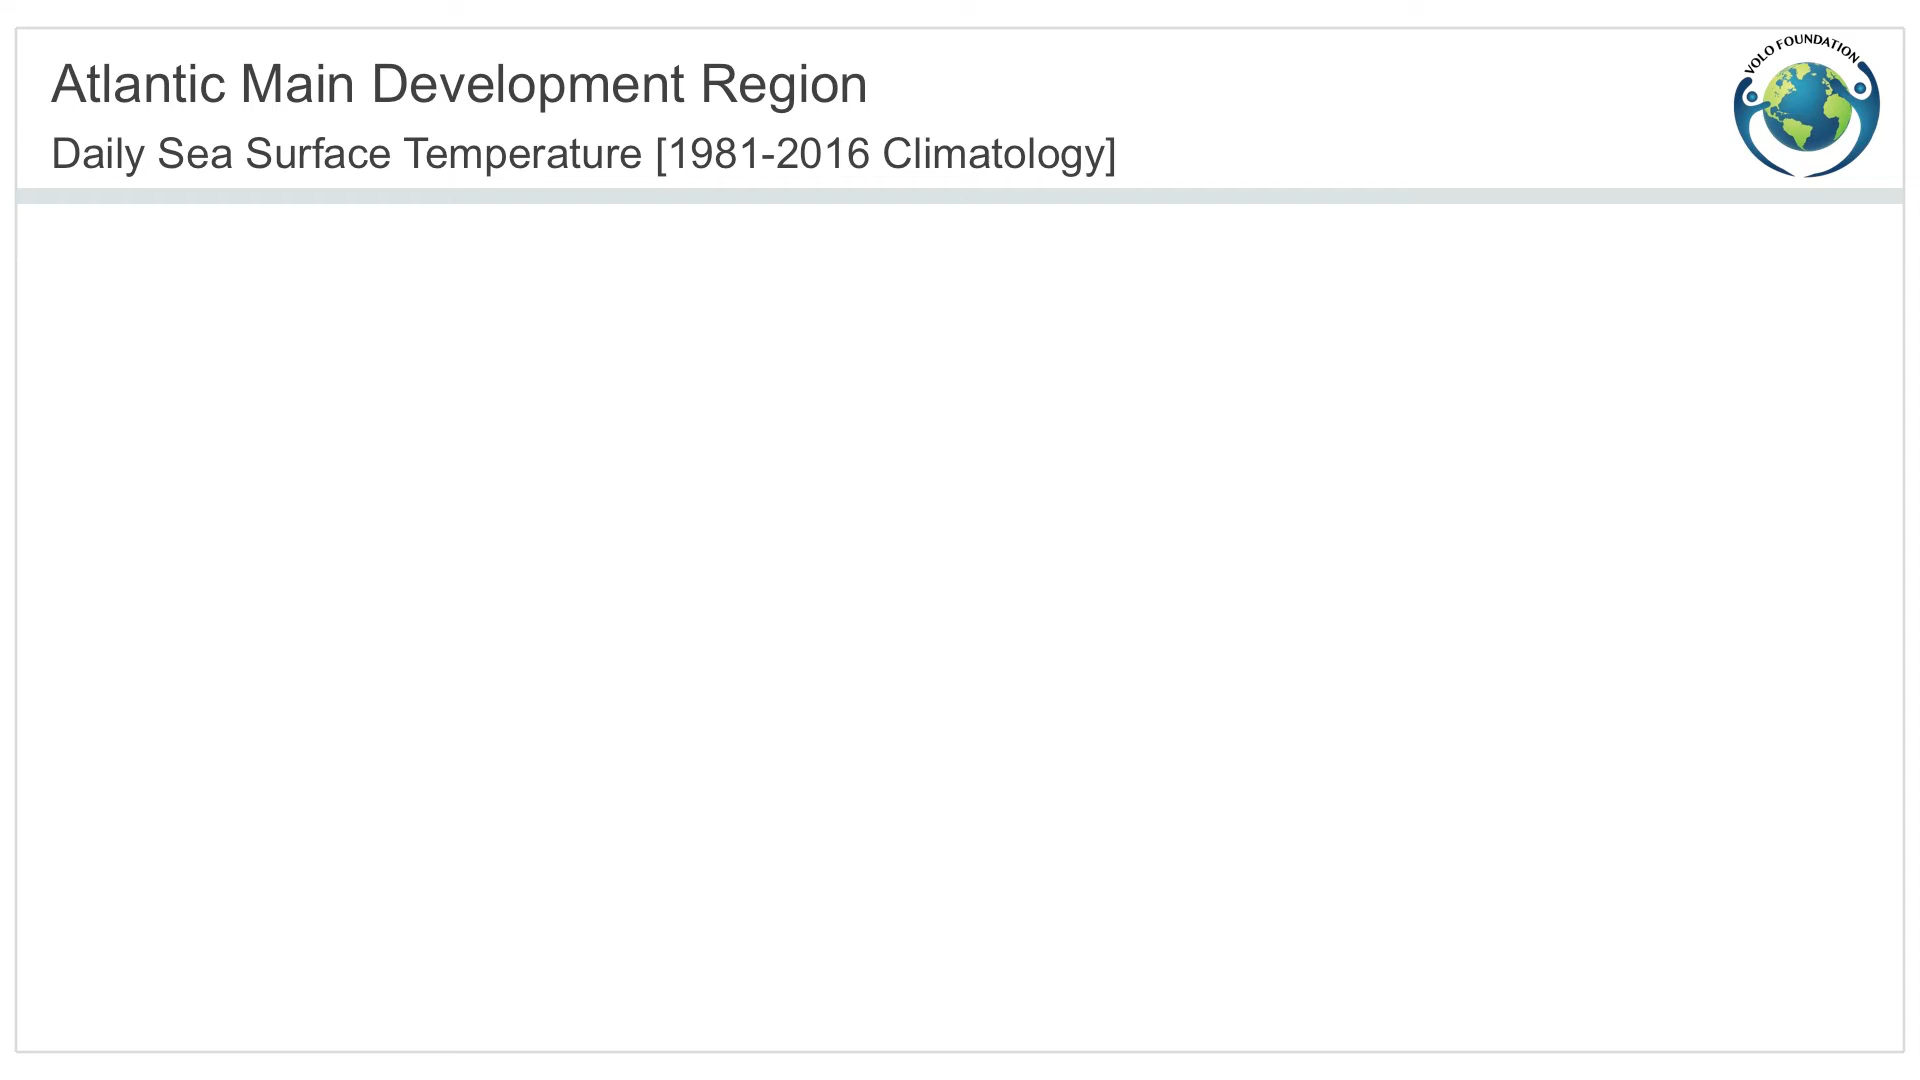 Atlantic Main Development Region
Daily Sea Surface Temperature [1981-2016 Climatology]
VOLO FOUNDATION